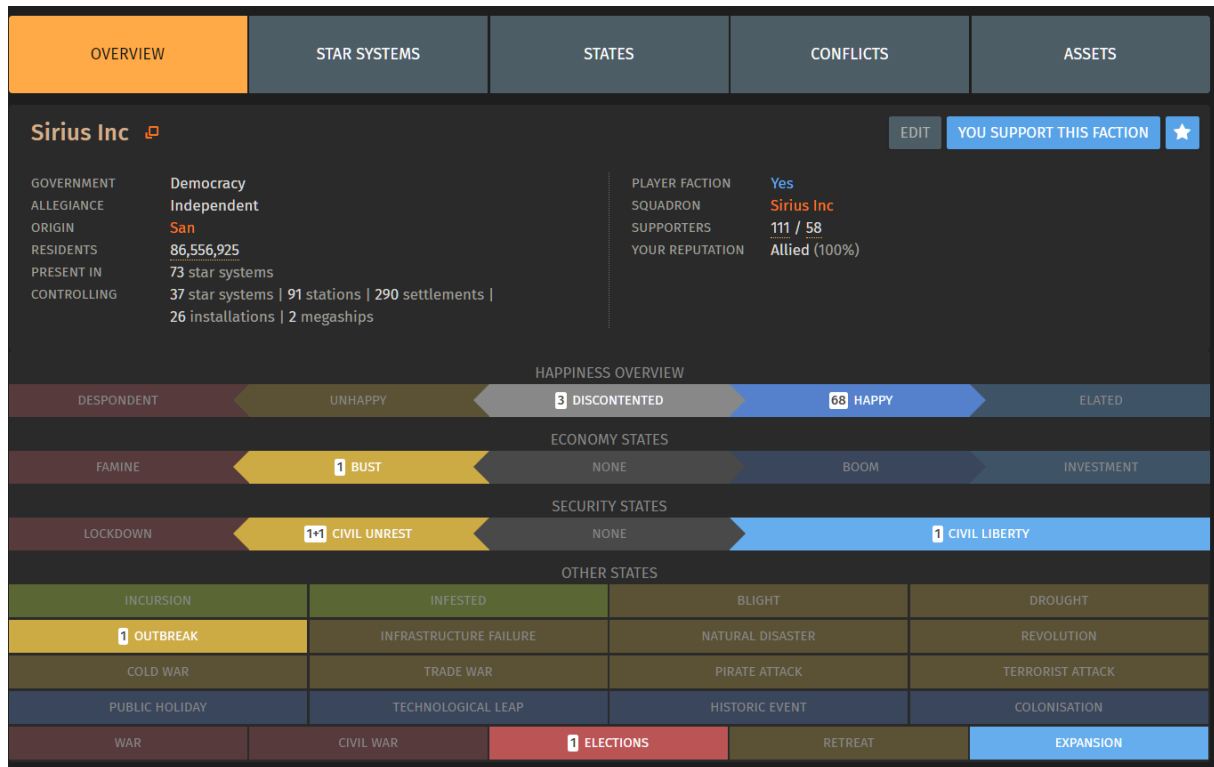 OVERVIEW STAR SYSTEMS STATES CONFLICTS ASSETS
Sirius Inc EDIT YOU SUPPORT THIS FACTION
GOVERNMENT Democracy
ALLEGIANCE Independent
ORIGIN San
RESIDENTS 86,556,925
PRESENT IN 73 star systems
CONTROLLING 37 star systems | 91 stations | 290 settlements |
26 installations | 2 megaships
PLAYER FACTION Yes
SQUADRON Sirius Inc
SUPPORTERS 111 / 58
YOUR REPUTATION Allied (100%)
HAPPINESS OVERVIEW
DESPONDENT UNHAPPY 3 DISCONTENTED 68 HAPPY ELATED
ECONOMY STATES
FAMINE 1 BUST NONE BOOM INVESTMENT
SECURITY STATES
LOCKDOWN 1+1 CIVIL UNREST NONE 1 CIVIL LIBERTY
OTHER STATES
INCURSION INFESTED BLIGHT DROUGHT
1 OUTBREAK INFRASTRUCTURE FAILURE NATURAL DISASTER REVOLUTION
COLD WAR TRADE WAR PIRATE ATTACK TERRORIST ATTACK
PUBLIC HOLIDAY TECHNOLOGICAL LEAP HISTORIC EVENT COLONISATION
WAR CIVIL WAR 1 ELECTIONS RETREAT EXPANSION